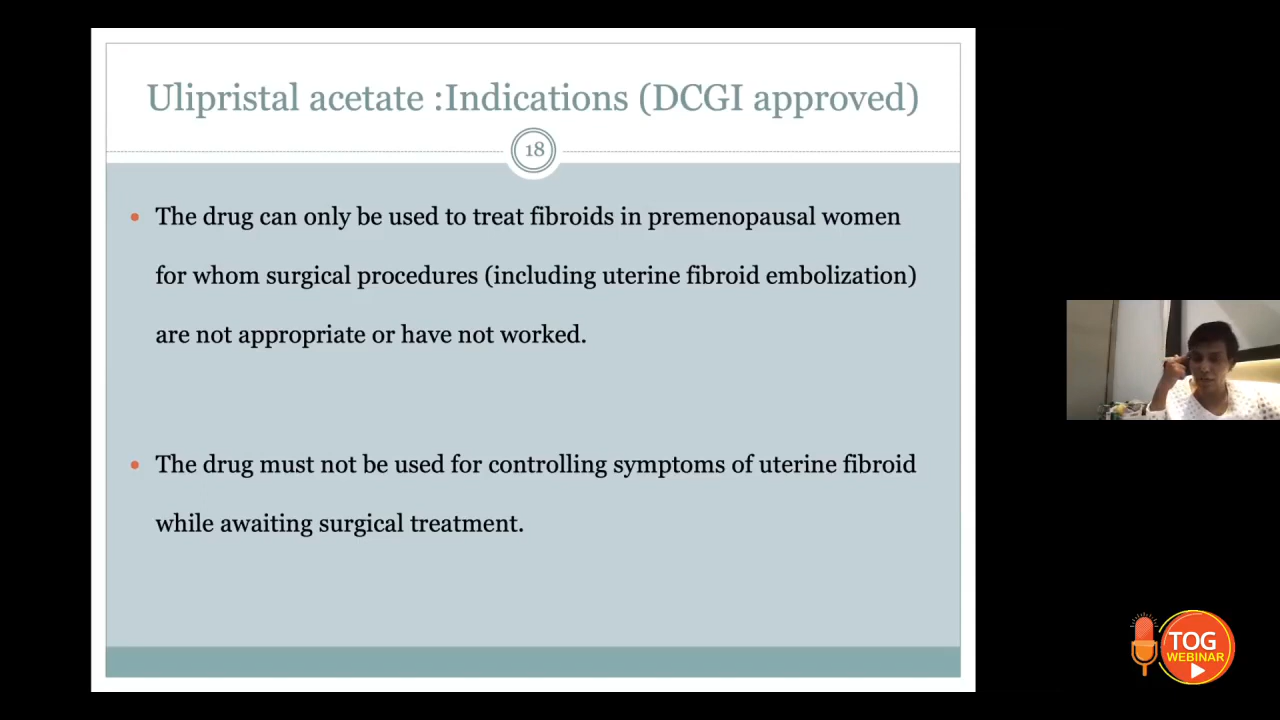 Ulipristal acetate :Indications (DCGI approved)
18
• The drug can only be used to treat fibroids in premenopausal women
for whom surgical procedures (including uterine fibroid embolization)
are not appropriate or have not worked.
• The drug must not be used for controlling symptoms of uterine fibroid
while awaiting surgical treatment.
TOG
WEBINAR